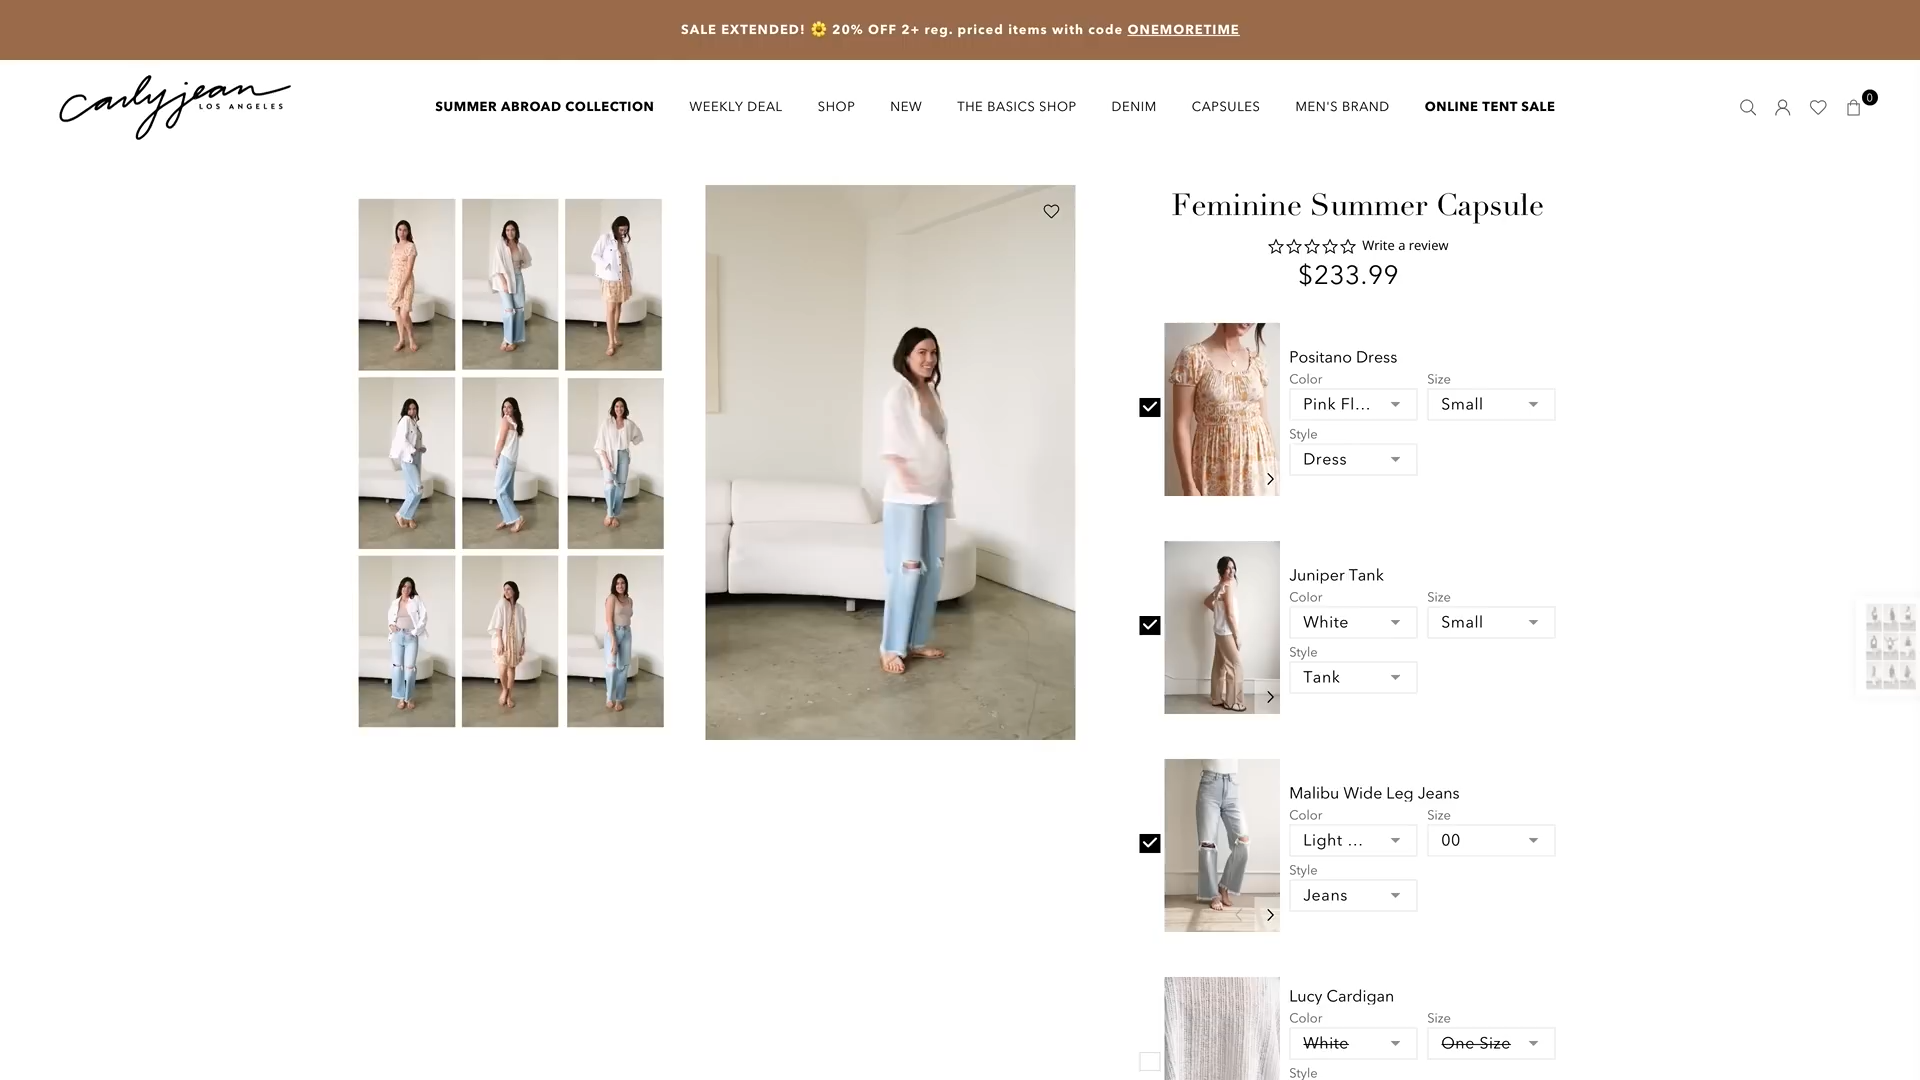 SALE EXTENDED! 🌼 20% OFF 2+ reg. priced items with code ONEMORETIME
carly jean
LOS ANGELES
SUMMER ABROAD COLLECTION
WEEKLY DEAL
SHOP
NEW
THE BASICS SHOP
DENIM
CAPSULES
MEN'S BRAND
ONLINE TENT SALE
0
Feminine Summer Capsule
Write a review
$233.99
Positano Dress
Color Size
Pink Fl... Small
Style
Dress
Juniper Tank
Color Size
White Small
Style
Tank
Malibu Wide Leg Jeans
Color Size
Light ... 00
Style
Jeans
Lucy Cardigan
Color Size
White One Size
Style